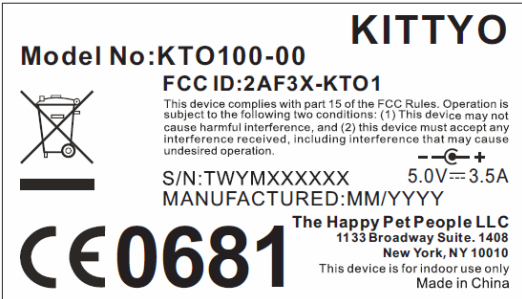 KITTYO
Model No:KTO100-00
FCC ID:2AF3X-KTO1
This device complies with part 15 of the FCC Rules. Operation is
subject to the following two conditions: (1) This device may not
cause harmful interference, and (2) this device must accept any
interference received, including interference that may cause
undesired operation.
S/N:TWYMXXXXXX
5.0V⎓3.5A
MANUFACTURED:MM/YYYY
CE0681
The Happy Pet People LLC
1133 Broadway Suite. 1408
New York, NY 10010
This device is for indoor use only
Made in China